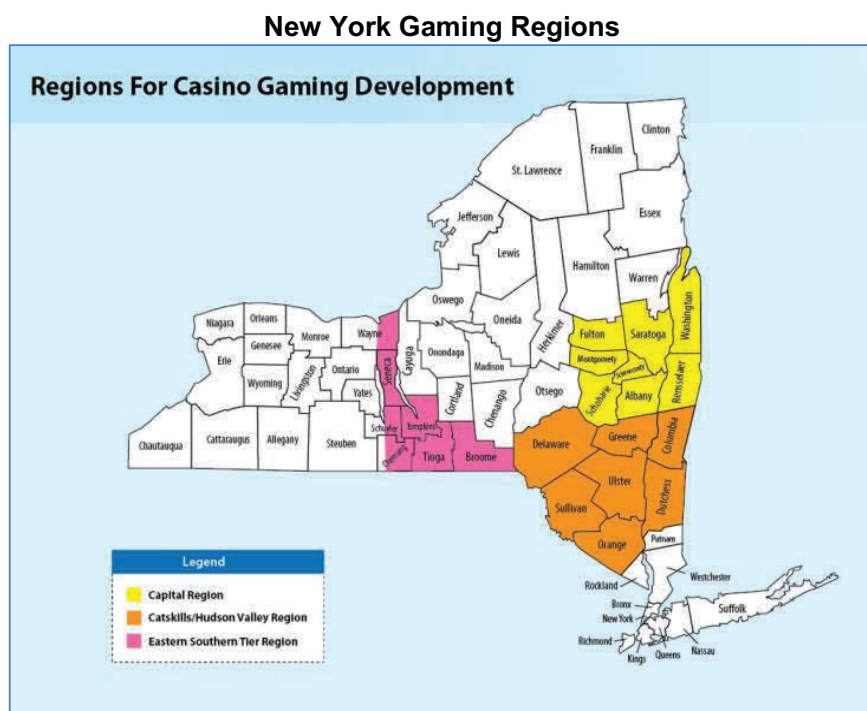 New York Gaming Regions
Regions For Casino Gaming Development
Clinton
Franklin
St. Lawrence
Essex
Jefferson
Lewis
Hamilton
Warren
Washington
Oswego
Oneida
Herkimer
Fulton
Saratoga
Niagara
Orleans
Monroe
Wayne
Cayuga
Onondaga
Madison
Montgomery
Schenectady
Genesee
Erie
Wyoming
Livingston
Ontario
Seneca
Yates
Cortland
Chenango
Otsego
Schoharie
Albany
Rensselaer
Schuyler
Tompkins
Chautauqua
Cattaraugus
Allegany
Steuben
Chemung
Tioga
Broome
Delaware
Greene
Columbia
Ulster
Dutchess
Sullivan
Orange
Putnam
Rockland
Westchester
Bronx
New York
Suffolk
Richmond
Kings
Queens
Nassau
Legend
Capital Region
Catskills/Hudson Valley Region
Eastern Southern Tier Region